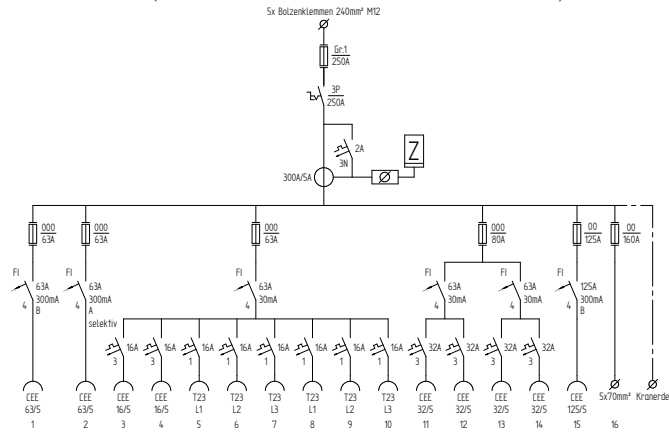 5x Bolzenklemmen 240mm² M12
Gr.1
250A
3P
250A
2A
3N
Z
300A/5A
000
63A
000
63A
000
63A
000
80A
00
125A
00
160A
FI
63A
300mA
4
B
FI
63A
300mA
4
A
selektiv
FI
63A
30mA
4
FI
63A
30mA
4
FI
63A
30mA
4
FI
125A
300mA
4
B
16A
3
16A
3
16A
1
16A
1
16A
1
16A
1
16A
1
16A
1
32A
3
32A
3
32A
3
32A
3
CEE
63/5
1
CEE
63/5
2
CEE
16/5
3
CEE
16/5
4
T23
L1
5
T23
L2
6
T23
L3
7
T23
L1
8
T23
L2
9
T23
L3
10
CEE
32/5
11
CEE
32/5
12
CEE
32/5
13
CEE
32/5
14
CEE
125/5
15
5x70mm²
16
Kranerde